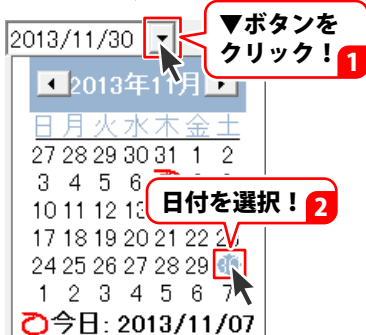 2013/11/30
▼ボタンを
クリック！
1
2013年11月
日 月 火 水 木 金 土
27 28 29 30 31 1 2
3 4 5 6
10 11 12
日付を選択！ 2
17 18 19 20 21 22 23
24 25 26 27 28 29
1 2 3 4 5 6 7
今日: 2013/11/07